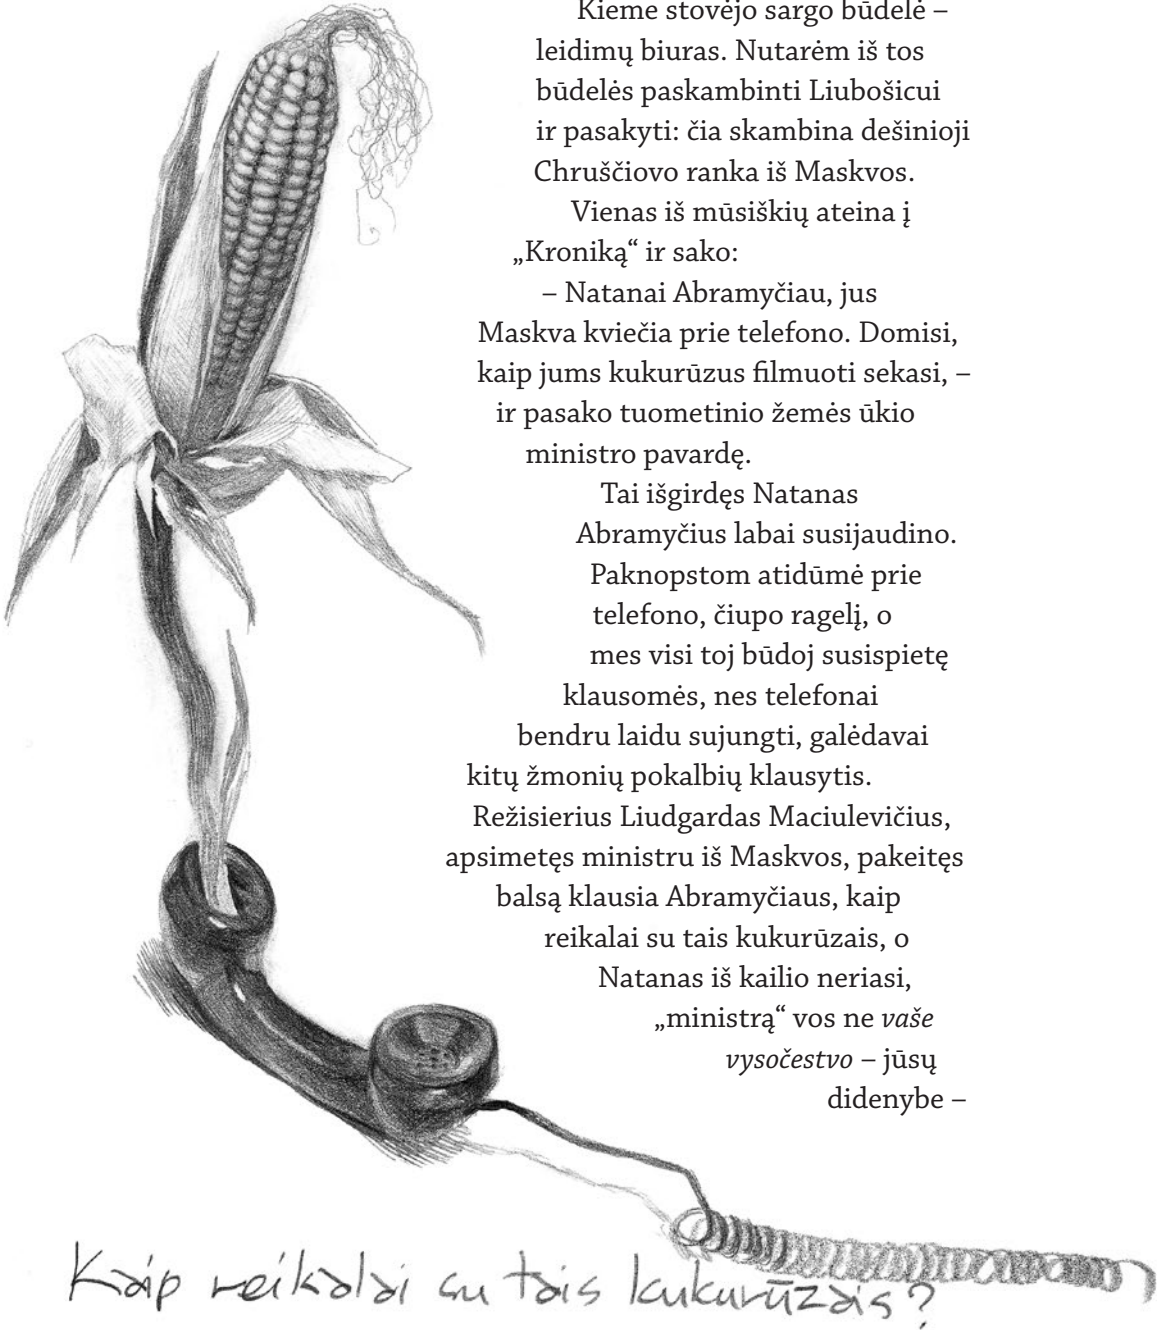 Kieme stovėjo sargo būdelė –
leidimų biuras. Nutarėm iš tos
būdelės paskambinti Liubošicui
ir pasakyti: čia skambina dešinioji
Chruščiovo ranka iš Maskvos.
Vienas iš mūsiškių ateina į
„Kroniką“ ir sako:
– Natanai Abramyčiau, jus
Maskva kviečia prie telefono. Domisi,
kaip jums kukurūzus filmuoti sekasi, –
ir pasako tuometinio žemės ūkio
ministro pavardę.
Tai išgirdęs Natanas
Abramyčius labai susijaudino.
Paknopstom atidūmė prie
telefono, čiupo ragelį, o
mes visi toj būdoj susispietę
klausomės, nes telefonai
bendru laidu sujungti, galėdavai
kitų žmonių pokalbių klausytis.
Režisierius Liudgardas Maciulevičius,
apsimetęs ministru iš Maskvos, pakeitęs
balsą klausia Abramyčiaus, kaip
reikalai su tais kukurūzais, o
Natanas iš kailio neriasi,
„ministrą“ vos ne vaše
vysočestvo – jūsų
didenybe –
Kaip reikalai su tais kukurūzais?